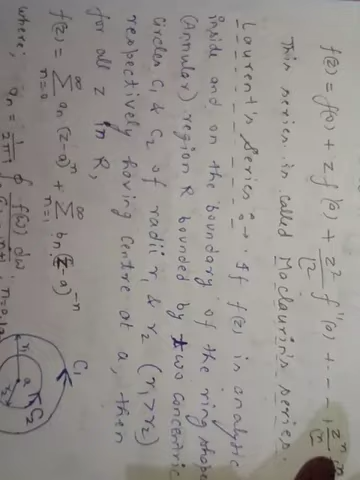 f(z) = f(0) + z f'(0) + z²/⌊2 f''(0) + - - - + zⁿ/⌊n
This series is called Maclaurin's series.
Laurent's Series :→ If f(z) is analytic
inside and on the boundary of the ring shape
(Annular) region R bounded by two concentric
circles C₁ & C₂ of radii r₁ & r₂ (r₁>r₂)
respectively having centre at a, then
for all z in R,
f(z) = ∞ Σ n=0 an (z-a)ⁿ + ∞ Σ n=1 bn (z-a)⁻ⁿ
where, an = 1/2πi ∮ f(w) dw ; n=0,1,
C₁
r₁
a
r₂
C₂